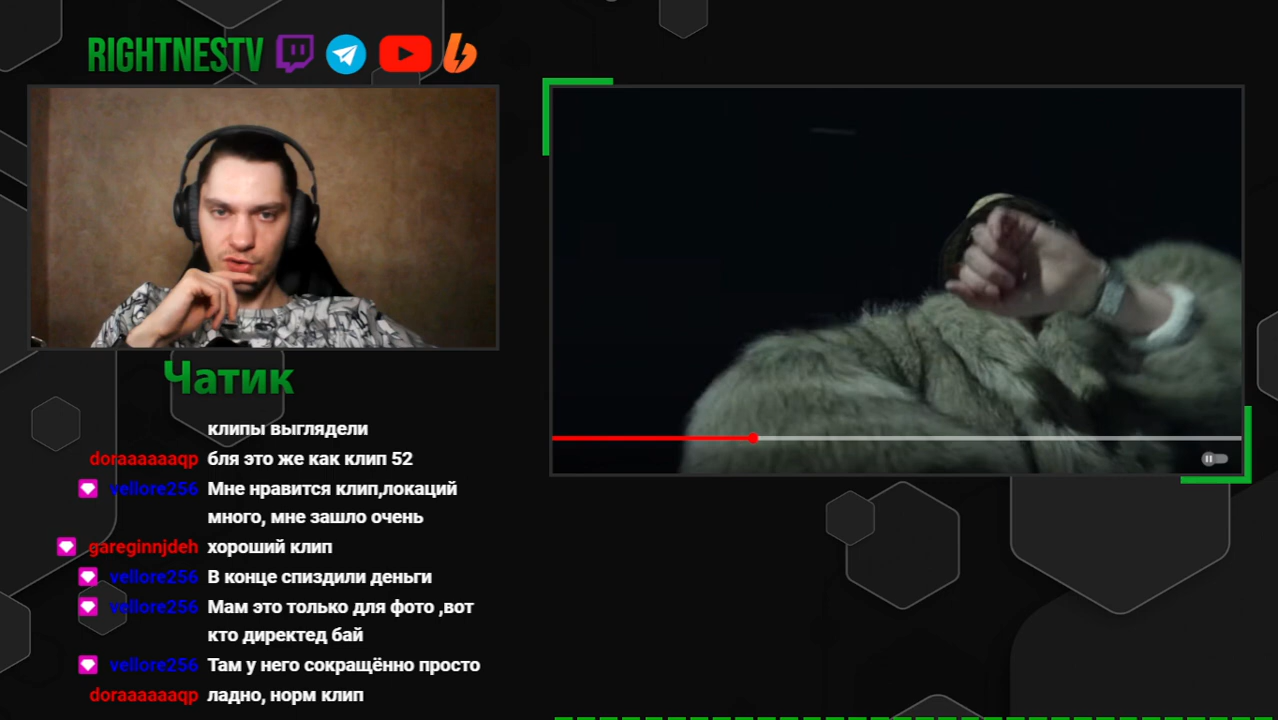 RIGHTNESTV
Чатик
клипы выглядели
doraaaaaaqp бля это же как клип 52
vellore256 Мне нравится клип,локаций
много, мне зашло очень
gareginnjdeh хороший клип
vellore256 В конце спиздили деньги
vellore256 Мам это только для фото ,вот
кто директед бай
vellore256 Там у него сокращённо просто
doraaaaaaqp ладно, норм клип